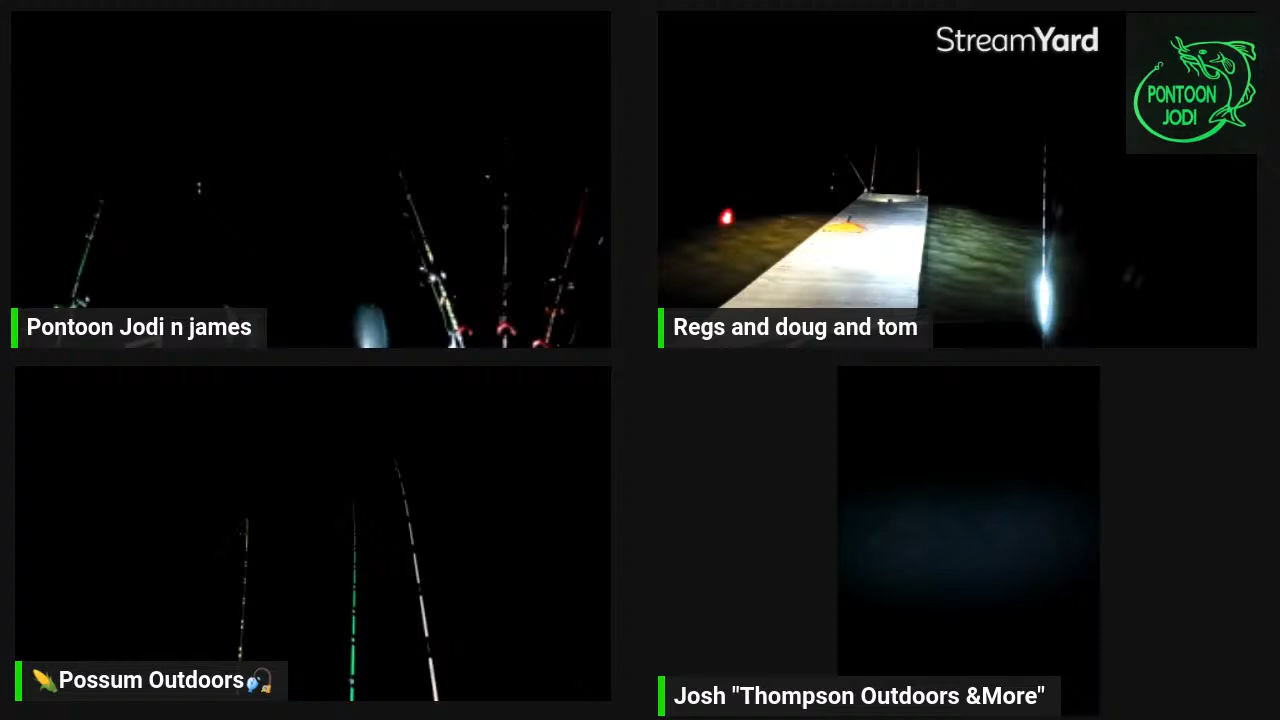 StreamYard
PONTOON
JODI
Pontoon Jodi n james
Regs and doug and tom
🌽Possum Outdoors🎣
Josh "Thompson Outdoors &More"